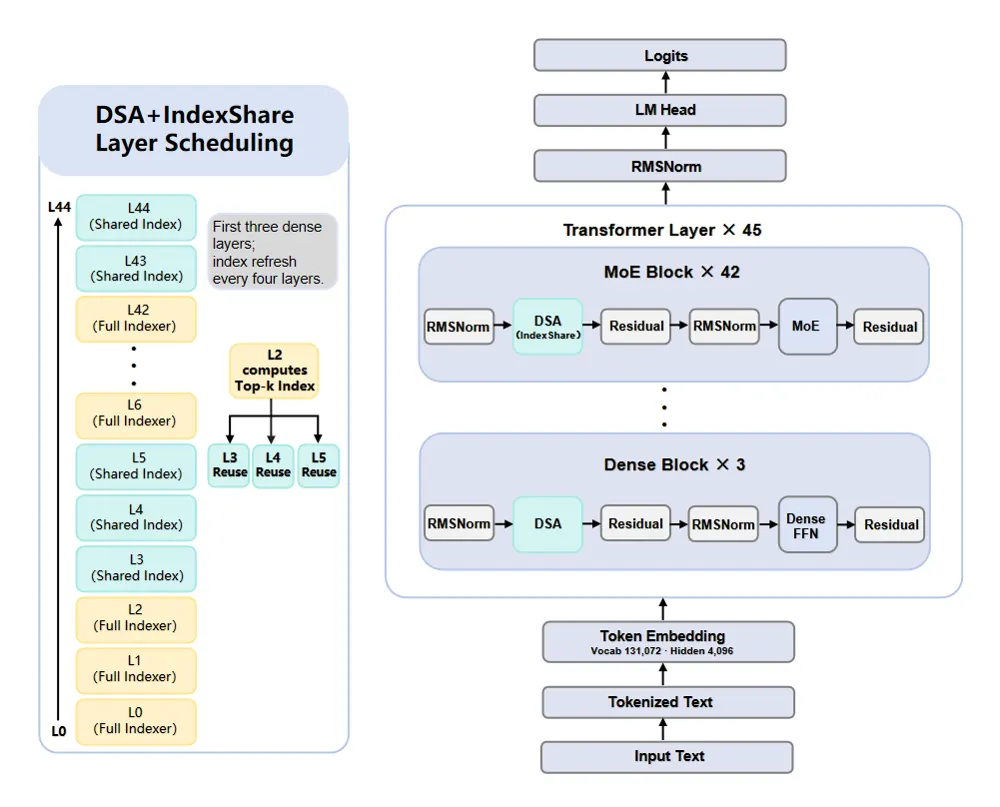 DSA+IndexShare
Layer Scheduling
L44
L44
(Shared Index)
L43
(Shared Index)
L42
(Full Indexer)
L6
(Full Indexer)
L5
(Shared Index)
L4
(Shared Index)
L3
(Shared Index)
L2
(Full Indexer)
L1
(Full Indexer)
L0
(Full Indexer)
L0
First three dense
layers;
index refresh
every four layers.
L2
computes
Top-k Index
L3
Reuse
L4
Reuse
L5
Reuse
Logits
LM Head
RMSNorm
Transformer Layer × 45
MoE Block × 42
RMSNorm
DSA
(IndexShare)
Residual
RMSNorm
MoE
Residual
Dense Block × 3
RMSNorm
DSA
Residual
RMSNorm
Dense
FFN
Residual
Token Embedding
Vocab 131,072 · Hidden 4,096
Tokenized Text
Input Text